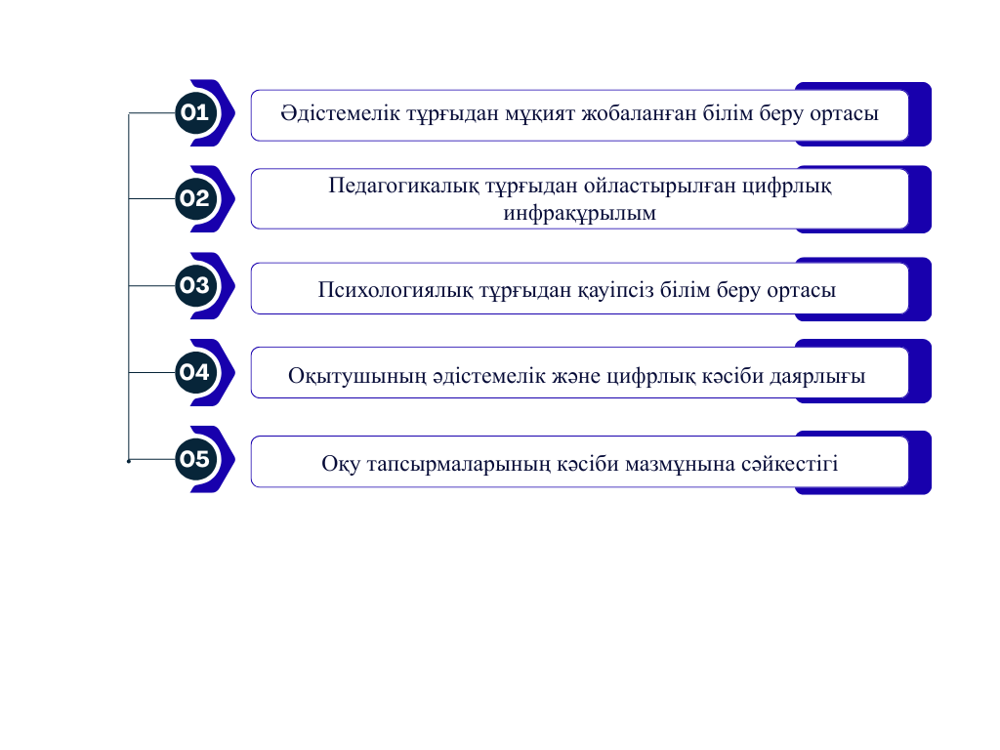 01
Әдістемелік тұрғыдан мұқият жобаланған білім беру ортасы
02
Педагогикалық тұрғыдан ойластырылған цифрлық
инфрақұрылым
03
Психологиялық тұрғыдан қауіпсіз білім беру ортасы
04
Оқытушының әдістемелік және цифрлық кәсіби даярлығы
05
Оқу тапсырмаларының кәсіби мазмұнына сәйкестігі